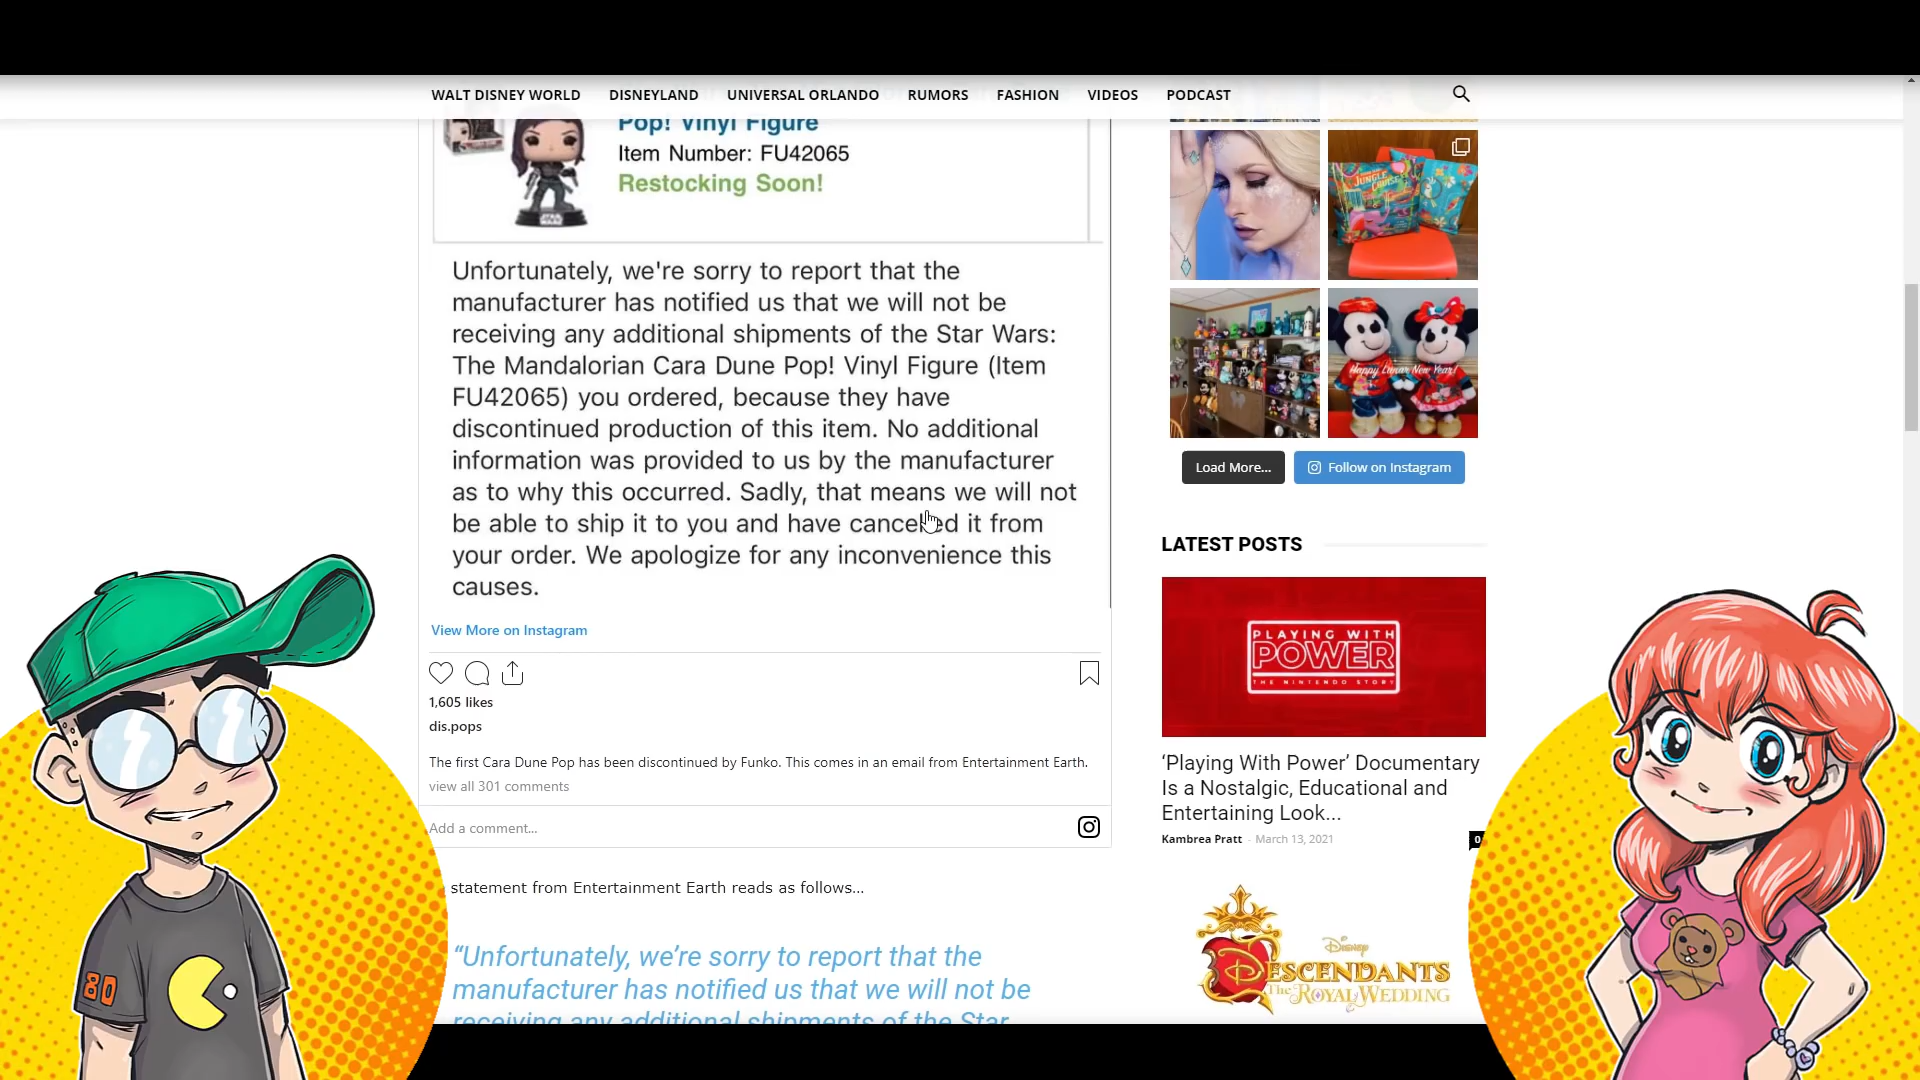 WALT DISNEY WORLD DISNEYLAND UNIVERSAL ORLANDO RUMORS FASHION VIDEOS PODCAST
Pop! Vinyl Figure
Item Number: FU42065
Restocking Soon!
STAR WARS
Unfortunately, we're sorry to report that the
manufacturer has notified us that we will not be
receiving any additional shipments of the Star Wars:
The Mandalorian Cara Dune Pop! Vinyl Figure (Item
FU42065) you ordered, because they have
discontinued production of this item. No additional
information was provided to us by the manufacturer
as to why this occurred. Sadly, that means we will not
be able to ship it to you and have canceled it from
your order. We apologize for any inconvenience this
causes.
View More on Instagram
1,605 likes
dis.pops
The first Cara Dune Pop has been discontinued by Funko. This comes in an email from Entertainment Earth.
view all 301 comments
Add a comment...
statement from Entertainment Earth reads as follows...
“Unfortunately, we’re sorry to report that the
manufacturer has notified us that we will not be
receiving any additional shipments of the Star
JUNGLE CRUISE
Happy Lunar New Year!
Load More...
Follow on Instagram
LATEST POSTS
PLAYING WITH
POWER
THE NINTENDO STORY
‘Playing With Power’ Documentary
Is a Nostalgic, Educational and
Entertaining Look...
Kambrea Pratt - March 13, 2021
0
Disney
DESCENDANTS
The ROYAL WEDDING
80